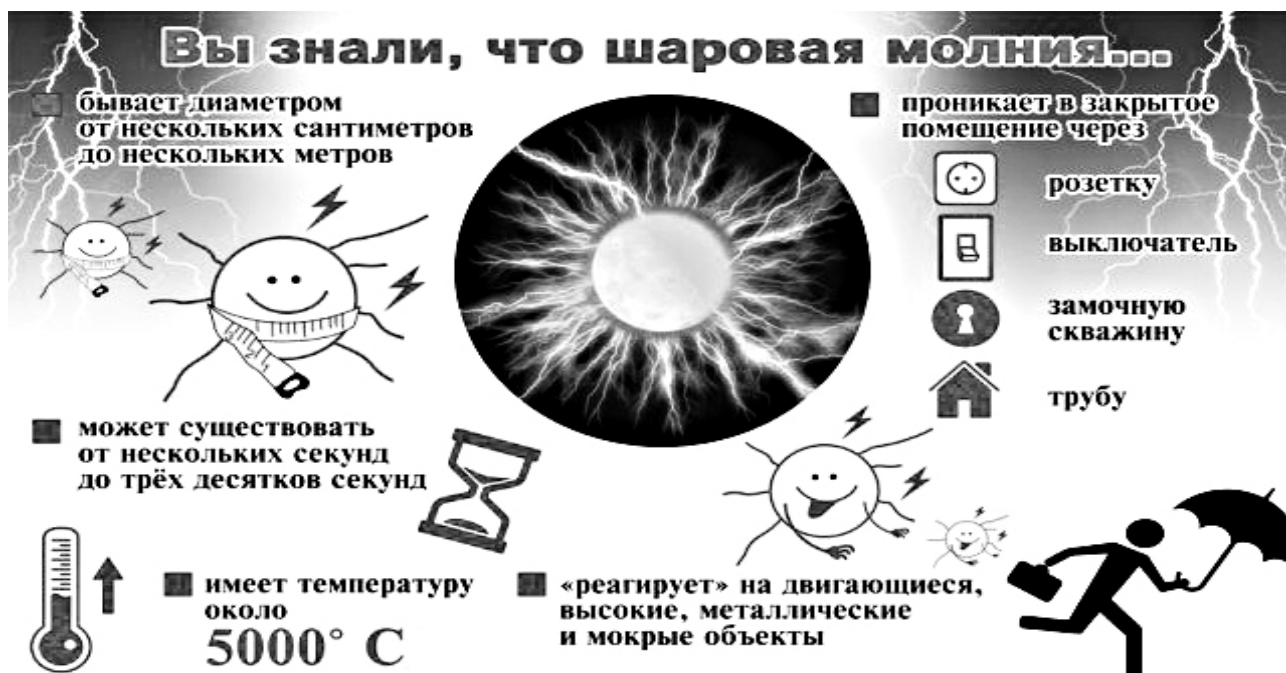 Вы знали, что шаровая молния...
бывает диаметром
от нескольких сантиметров
до нескольких метров
может существовать
от нескольких секунд
до трёх десятков секунд
имеет температуру
около
5000° C
«реагирует» на двигающиеся,
высокие, металлические
и мокрые объекты
проникает в закрытое
помещение через
розетку
выключатель
замочную
скважину
трубу